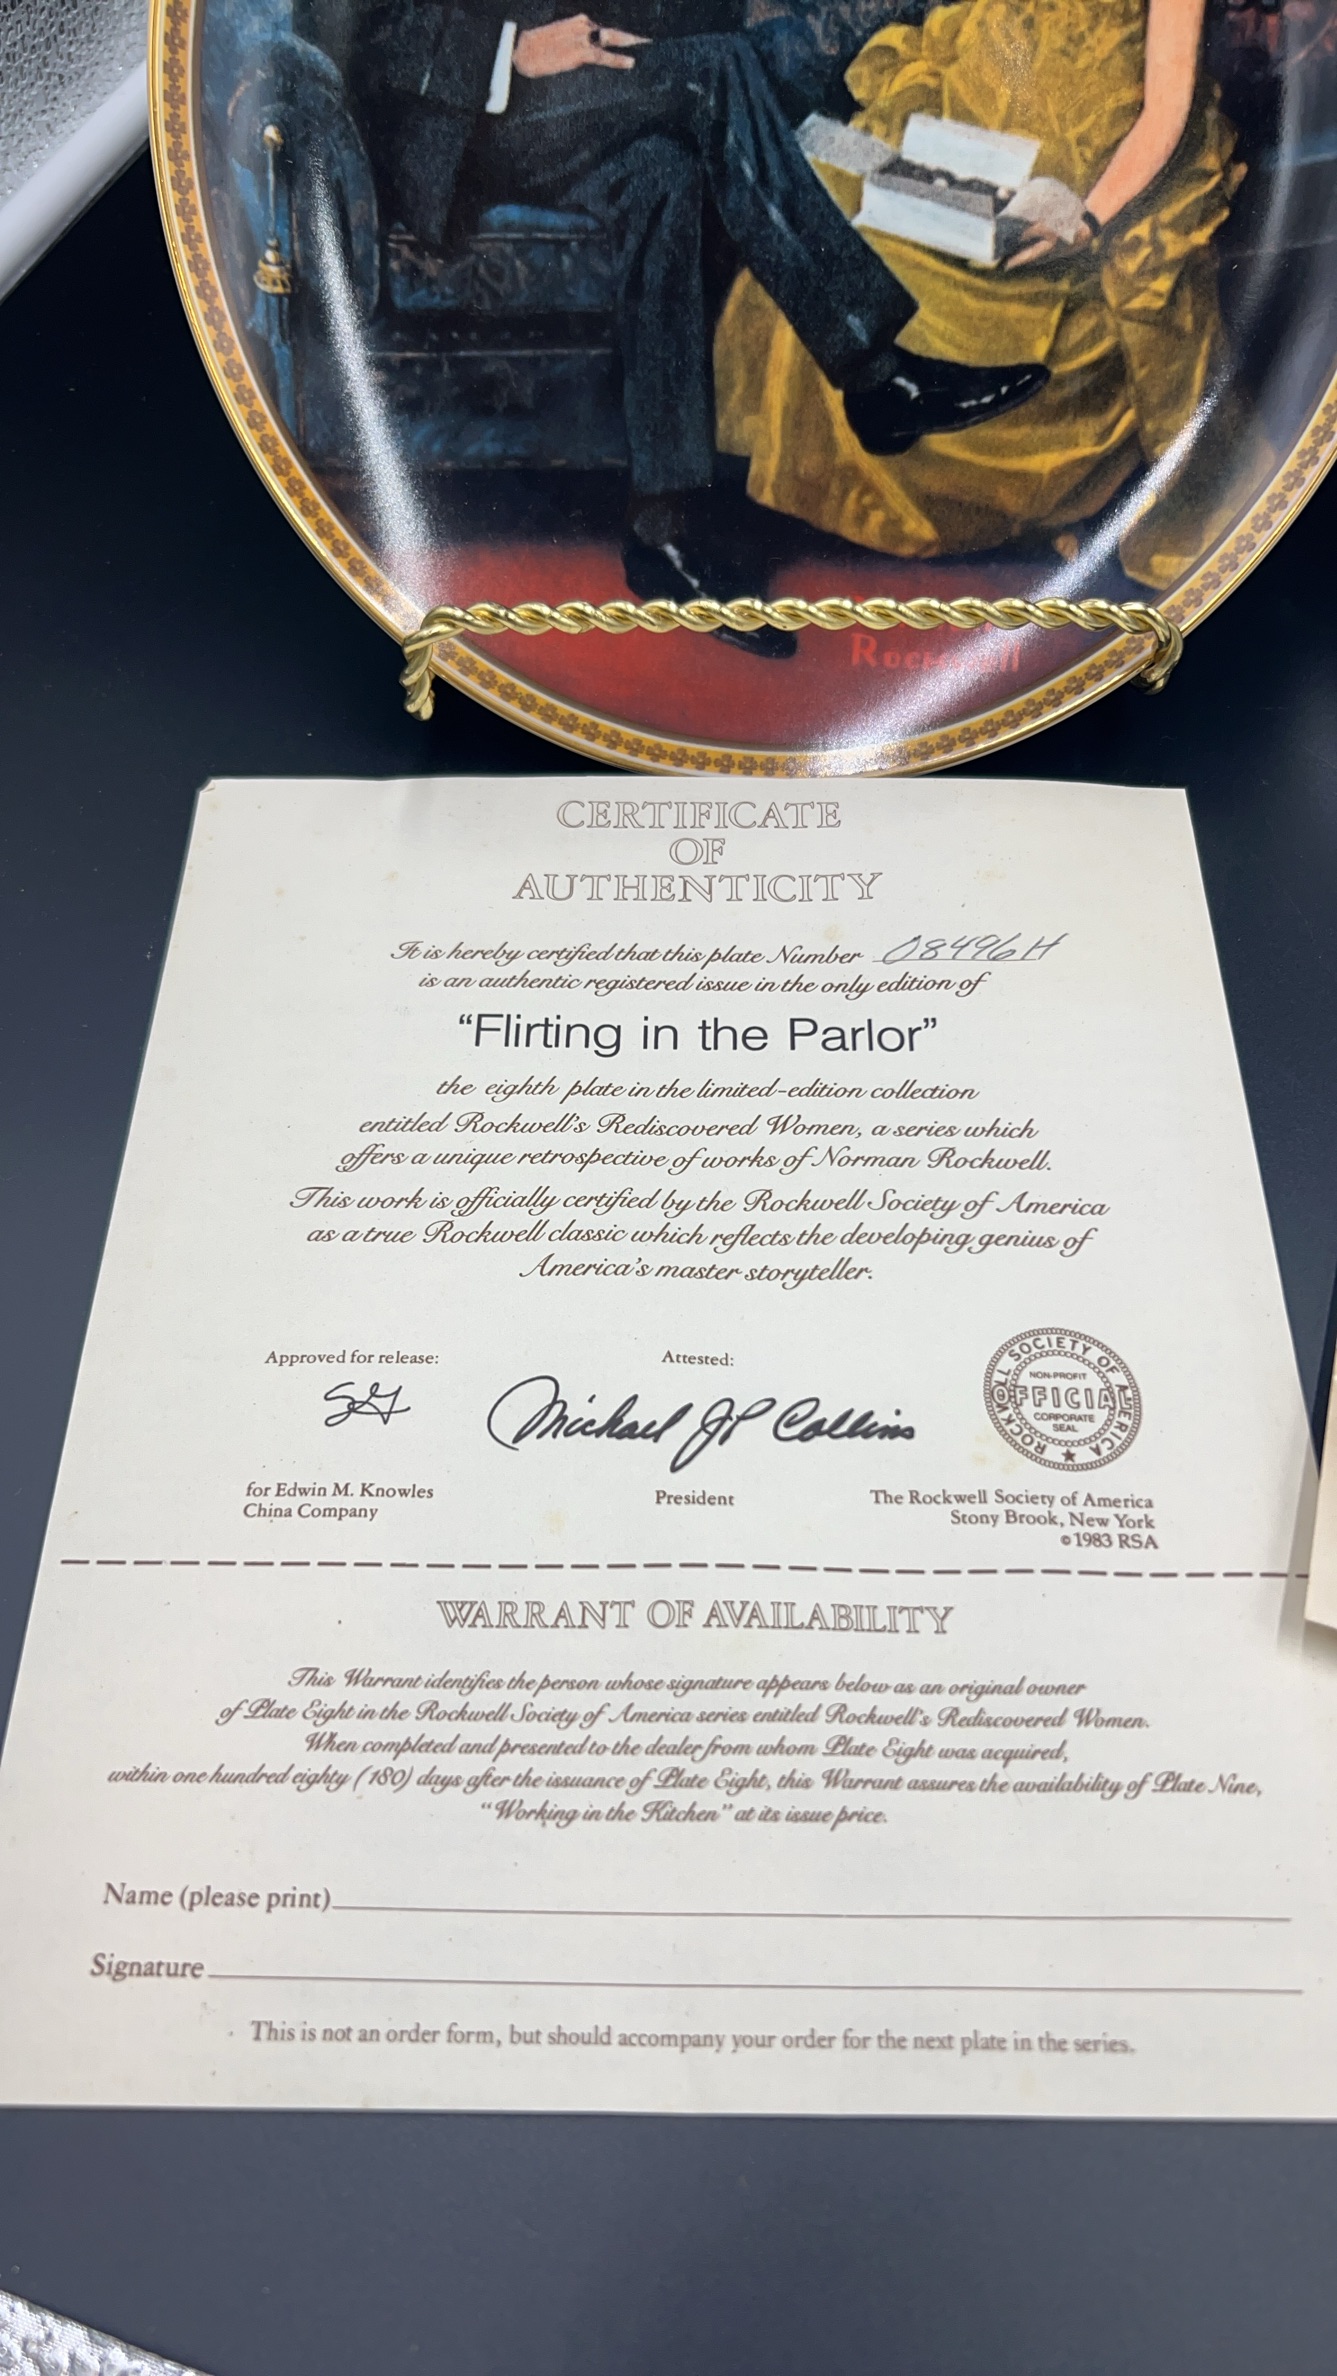 Rockwell
CERTIFICATE
OF
AUTHENTICITY
It is hereby certified that this plate Number 08496H
is an authentic registered issue in the only edition of
“Flirting in the Parlor”
the eighth plate in the limited-edition collection
entitled Rockwell's Rediscovered Women, a series which
offers a unique retrospective of works of Norman Rockwell.
This work is officially certified by the Rockwell Society of America
as a true Rockwell classic which reflects the developing genius of
America's master storyteller.
Approved for release:
Attested:
Michael JP Collins
ROCKWELL SOCIETY OF AMERICA
NON-PROFIT
OFFICIAL
CORPORATE
SEAL
for Edwin M. Knowles
China Company
President
The Rockwell Society of America
Stony Brook, New York
©1983 RSA
WARRANT OF AVAILABILITY
This Warrant identifies the person whose signature appears below as an original owner
of Plate Eight in the Rockwell Society of America series entitled Rockwell's Rediscovered Women.
When completed and presented to the dealer from whom Plate Eight was acquired,
within one hundred eighty (180) days after the issuance of Plate Eight, this Warrant assures the availability of Plate Nine,
“Working in the Kitchen” at its issue price.
Name (please print)
Signature
This is not an order form, but should accompany your order for the next plate in the series.